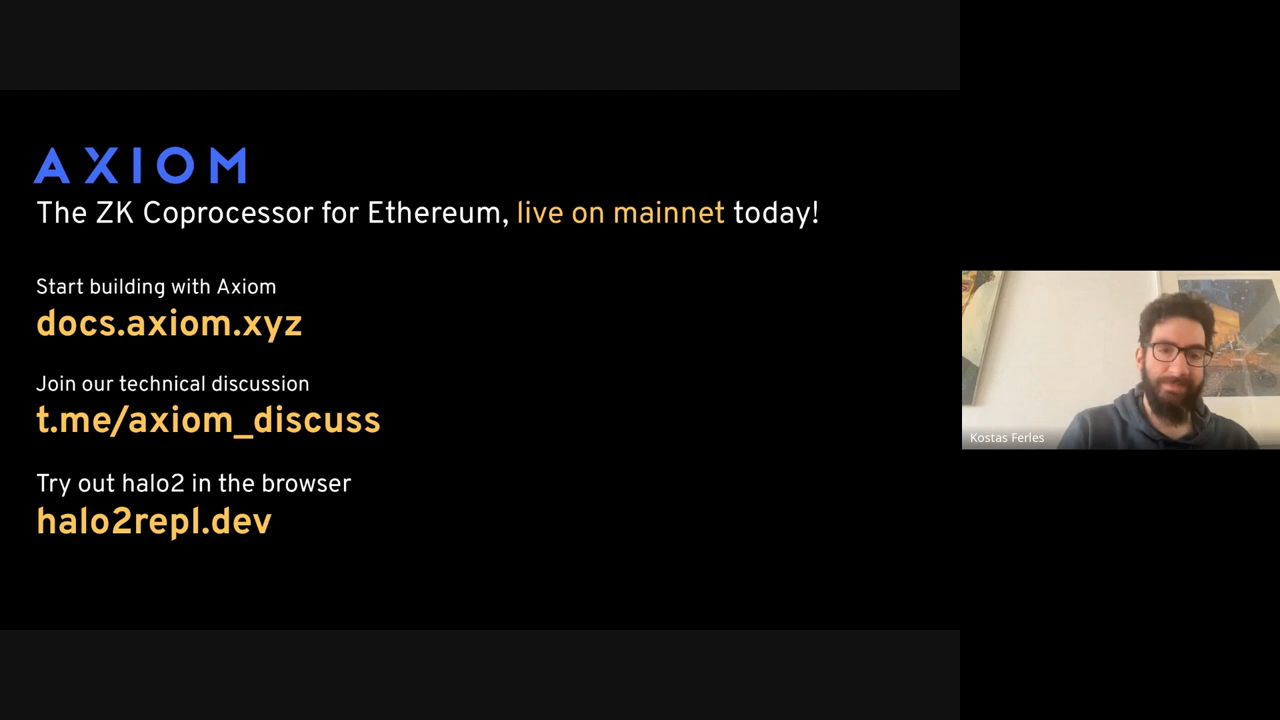 AXIOM
The ZK Coprocessor for Ethereum, live on mainnet today!
Start building with Axiom
docs.axiom.xyz
Join our technical discussion
t.me/axiom_discuss
Try out halo2 in the browser
halo2repl.dev
Kostas Ferles